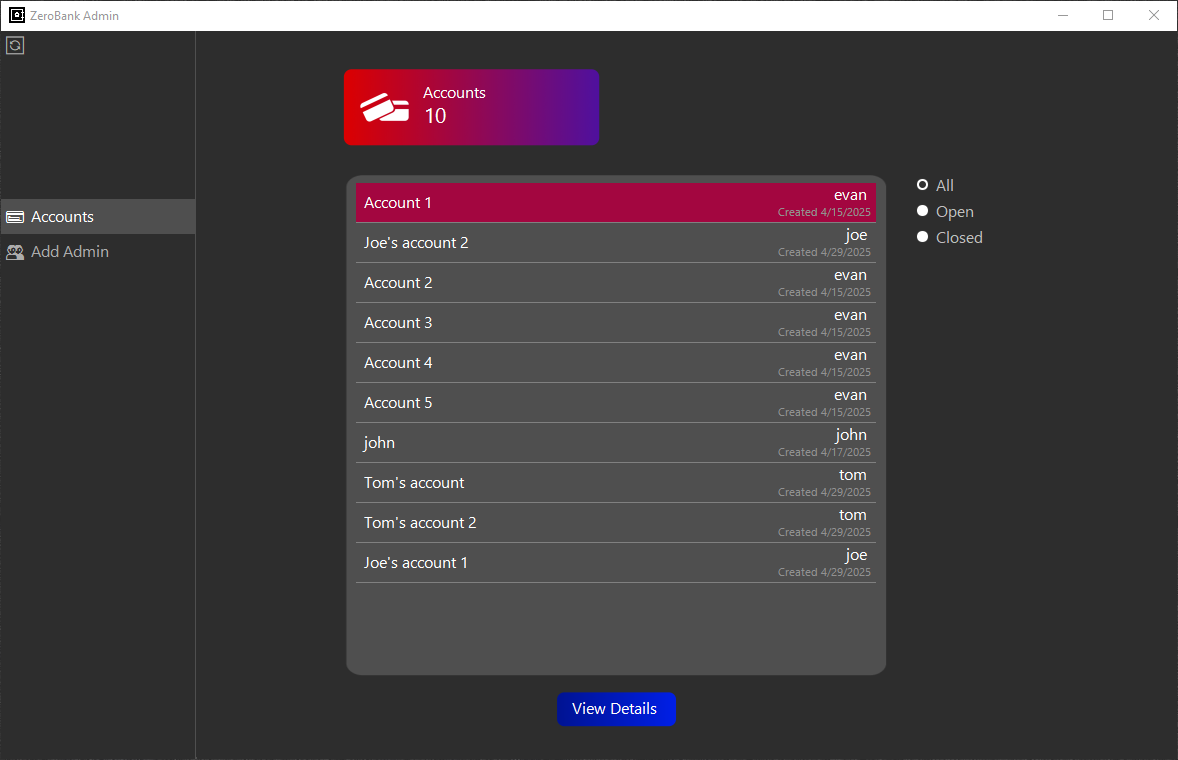 ZeroBank Admin
Accounts
10
Accounts
Add Admin
All
Open
Closed
Account 1
evan
Created 4/15/2025
Joe's account 2
joe
Created 4/29/2025
Account 2
evan
Created 4/15/2025
Account 3
evan
Created 4/15/2025
Account 4
evan
Created 4/15/2025
Account 5
evan
Created 4/15/2025
john
john
Created 4/17/2025
Tom's account
tom
Created 4/29/2025
Tom's account 2
tom
Created 4/29/2025
Joe's account 1
joe
Created 4/29/2025
View Details